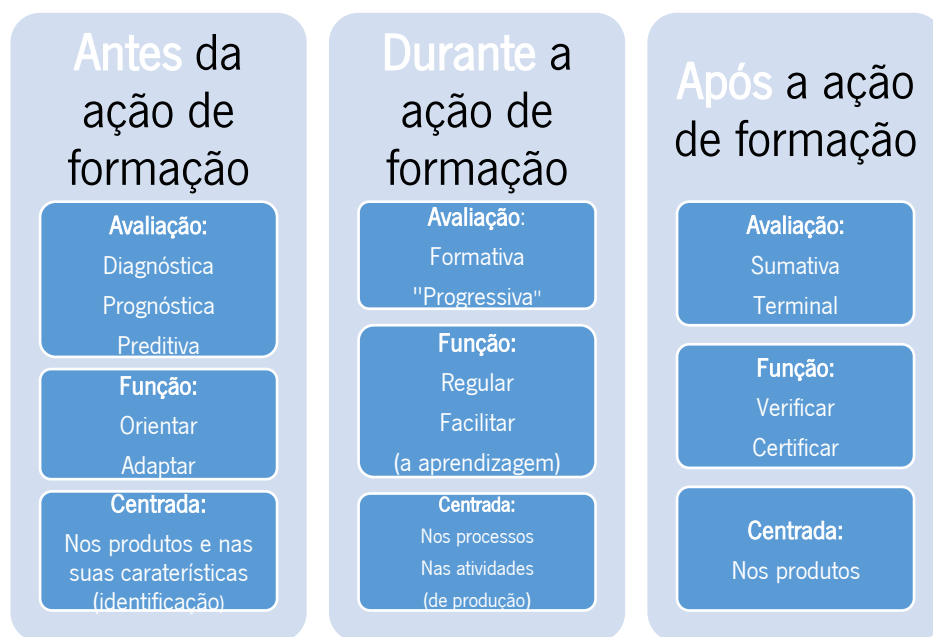 Antes da
ação de
formação
Avaliação:
Diagnóstica
Prognóstica
Preditiva
Função:
Orientar
Adaptar
Centrada:
Nos produtos e nas
suas caraterísticas
(identificação)
Durante a
ação de
formação
Avaliação:
Formativa
"Progressiva"
Função:
Regular
Facilitar
(a aprendizagem)
Centrada:
Nos processos
Nas atividades
(de produção)
Após a ação
de formação
Avaliação:
Sumativa
Terminal
Função:
Verificar
Certificar
Centrada:
Nos produtos